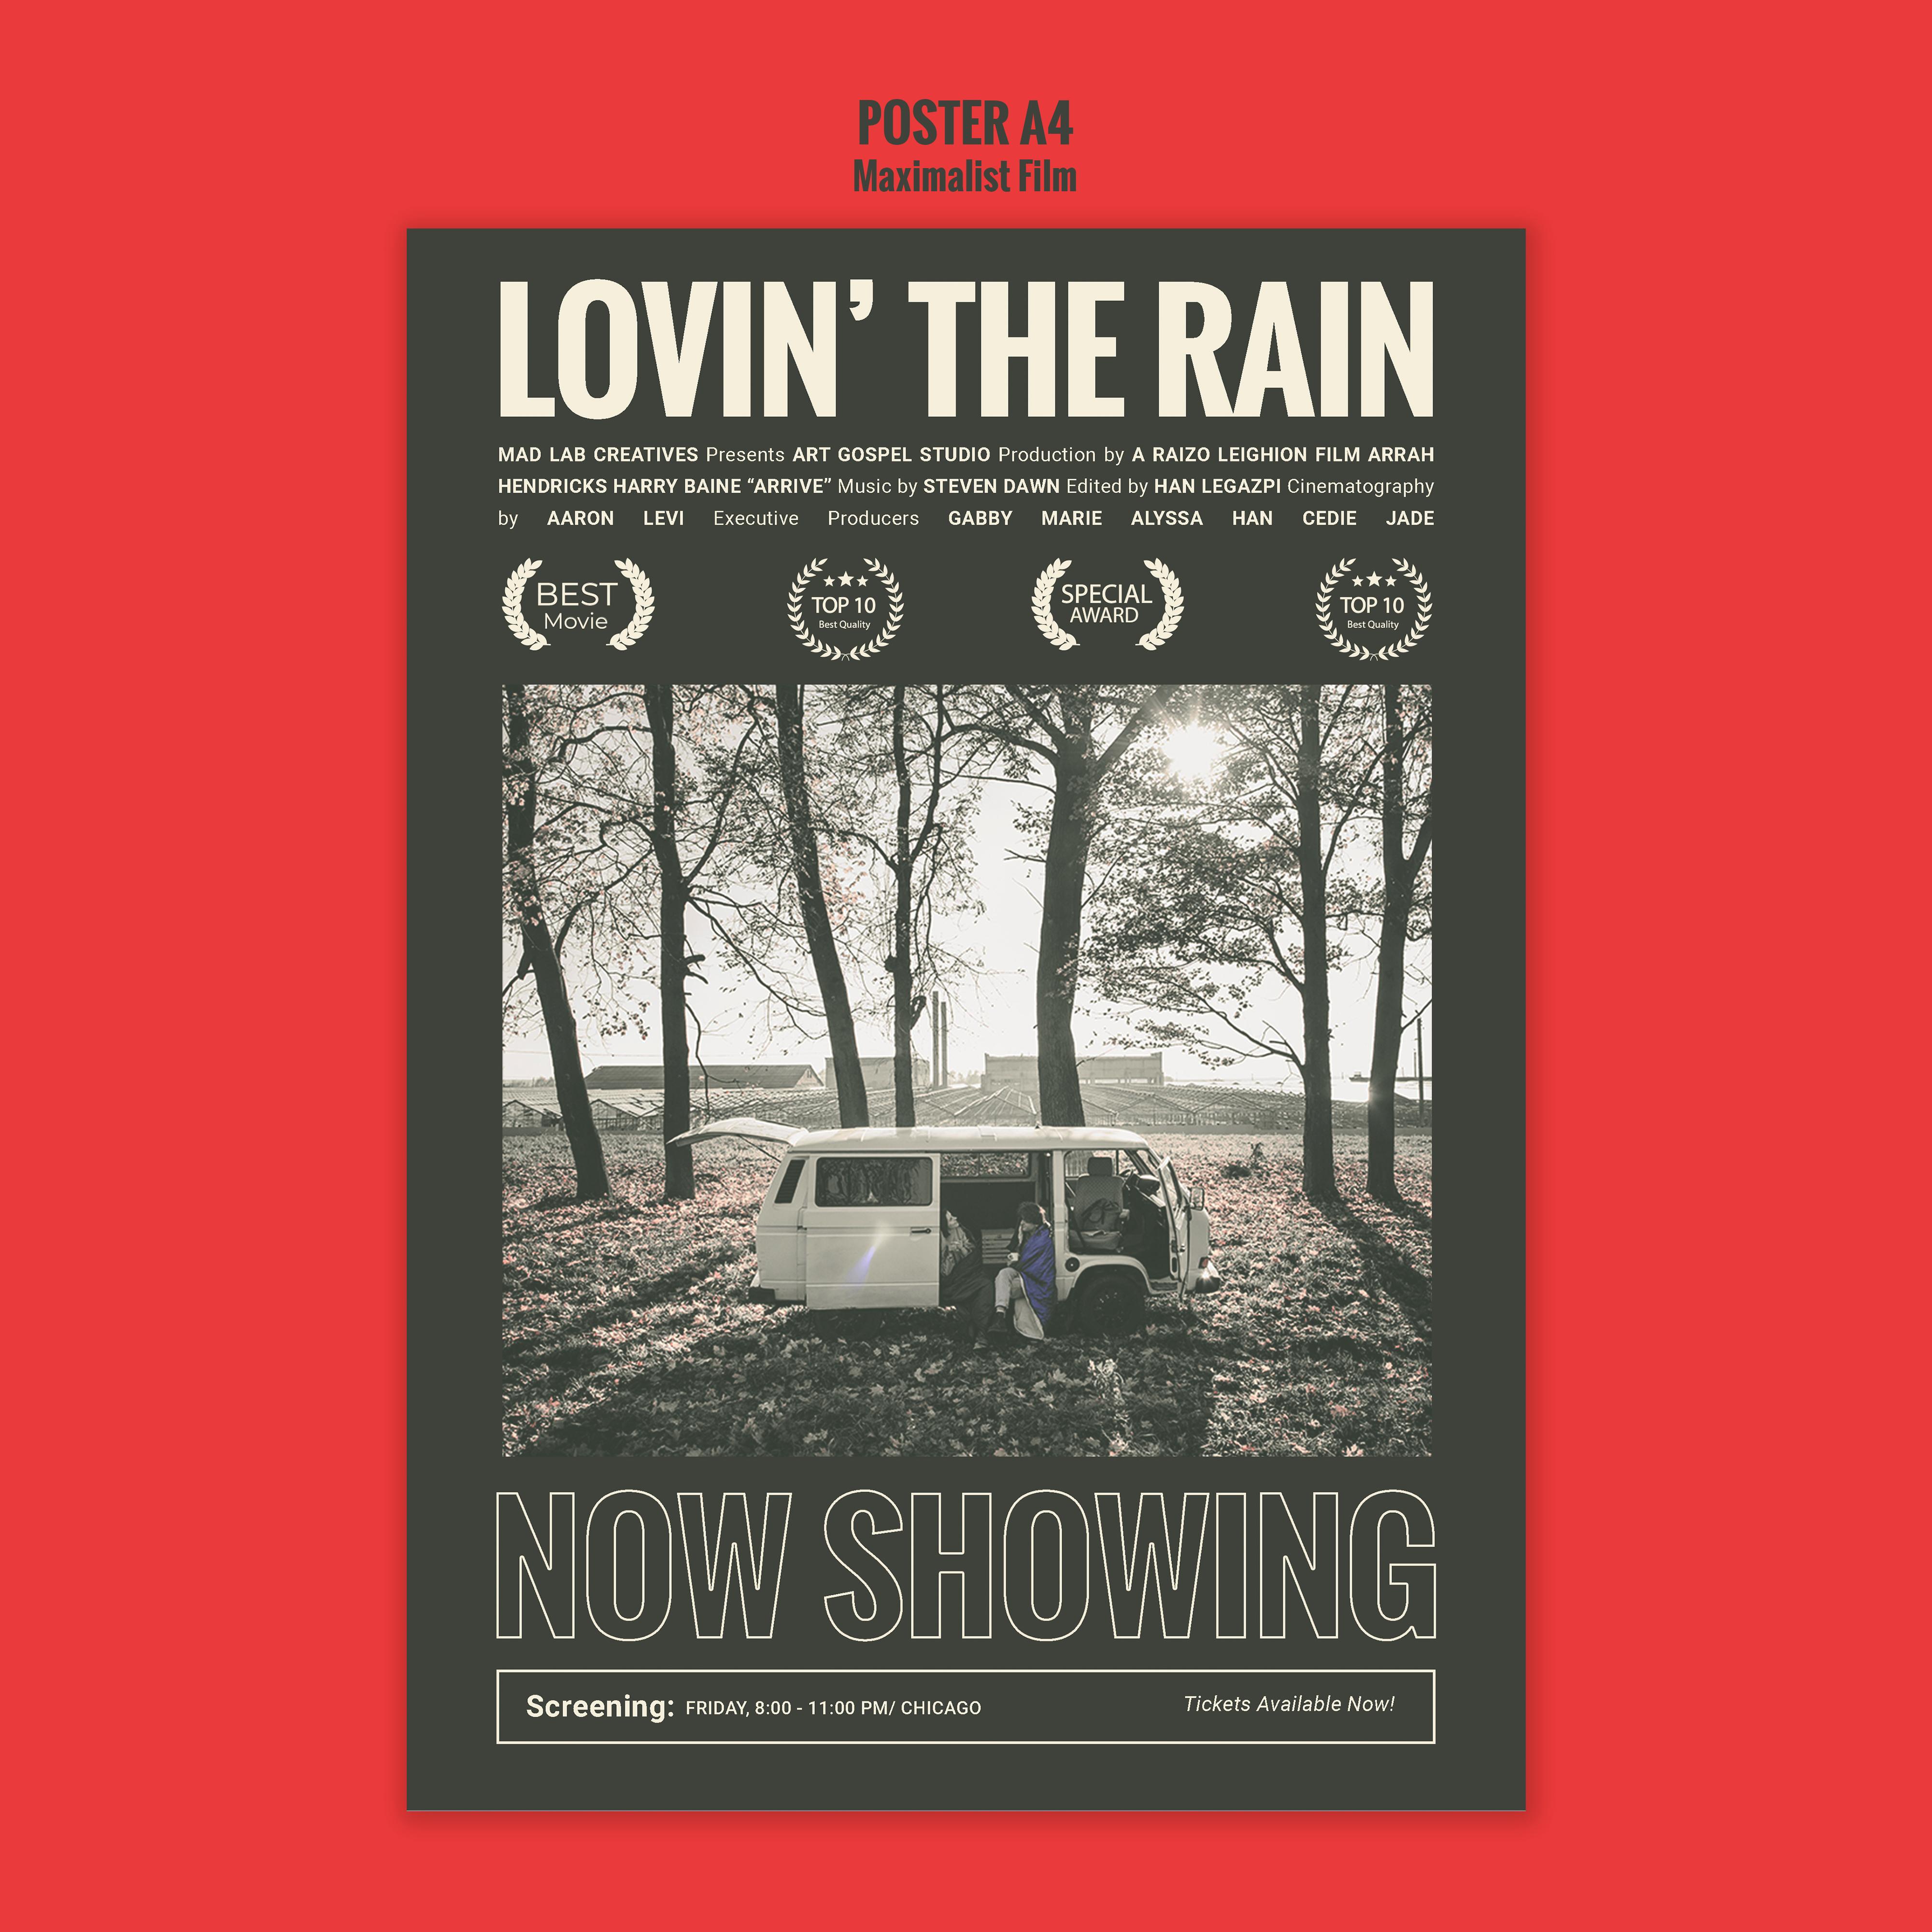 POSTER A4
Maximalist Film
LOVIN’ THE RAIN
MAD LAB CREATIVES Presents ART GOSPEL STUDIO Production by A RAIZO LEIGHION FILM ARRAH
HENDRICKS HARRY BAINE “ARRIVE” Music by STEVEN DAWN Edited by HAN LEGAZPI Cinematography
by AARON LEVI Executive Producers GABBY MARIE ALYSSA HAN CEDIE JADE
BEST
Movie
TOP 10
Best Quality
SPECIAL
AWARD
TOP 10
Best Quality
NOW SHOWING
Screening: FRIDAY, 8:00 - 11:00 PM/ CHICAGO
Tickets Available Now!